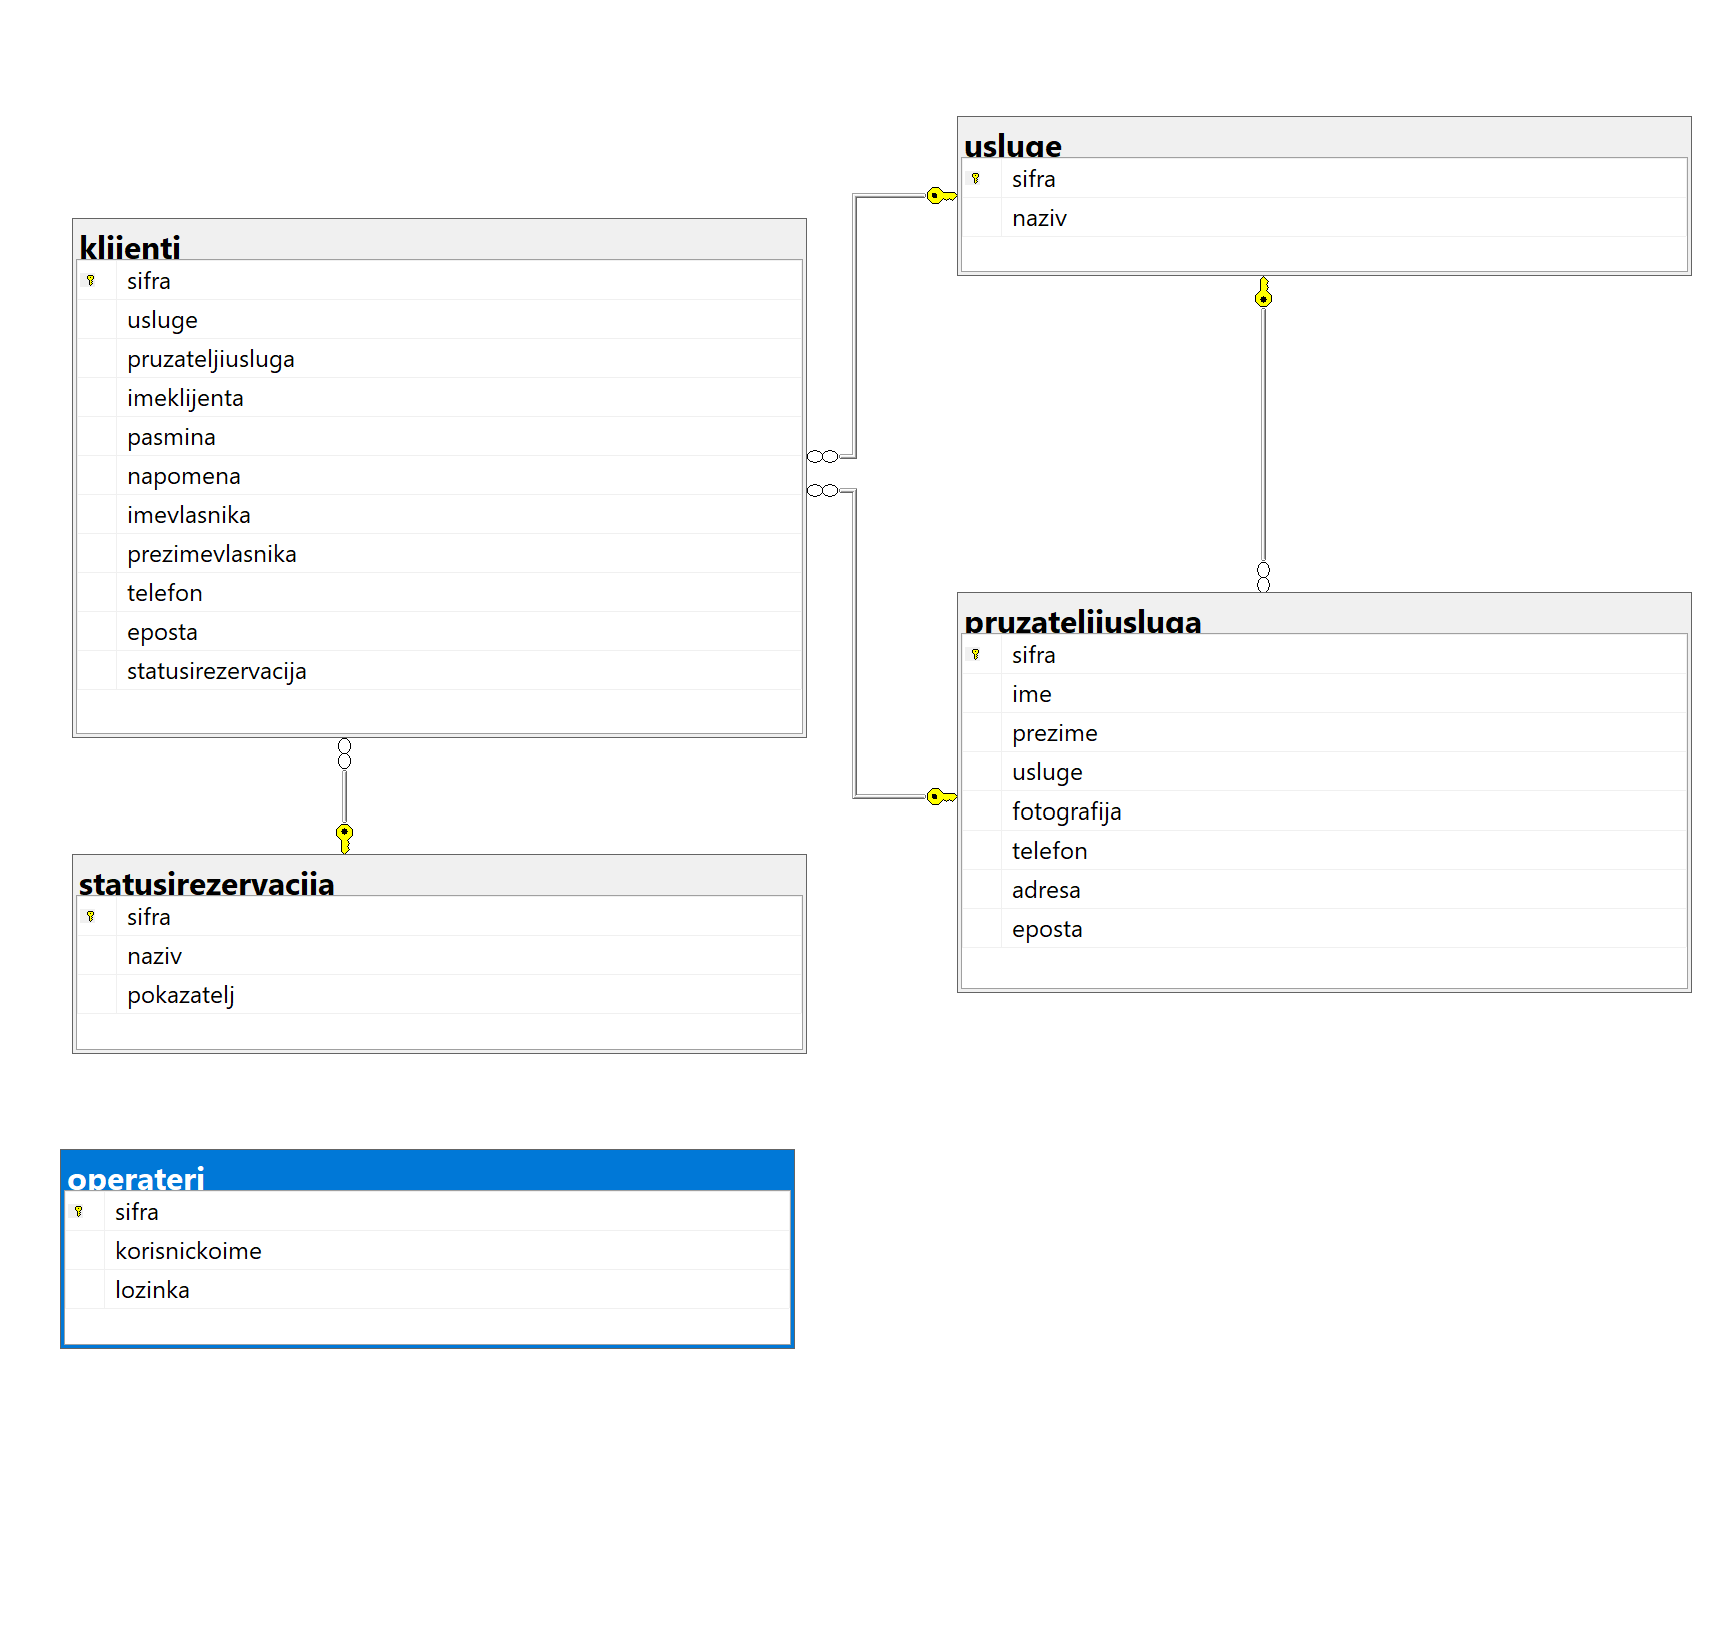 klijenti
sifra
usluge
pruzateljiusluga
imeklijenta
pasmina
napomena
imevlasnika
prezimevlasnika
telefon
eposta
statusirezervacija
usluge
sifra
naziv
pruzateljiusluga
sifra
ime
prezime
usluge
fotografija
telefon
adresa
eposta
statusirezervacija
sifra
naziv
pokazatelj
operateri
sifra
korisnickoime
lozinka